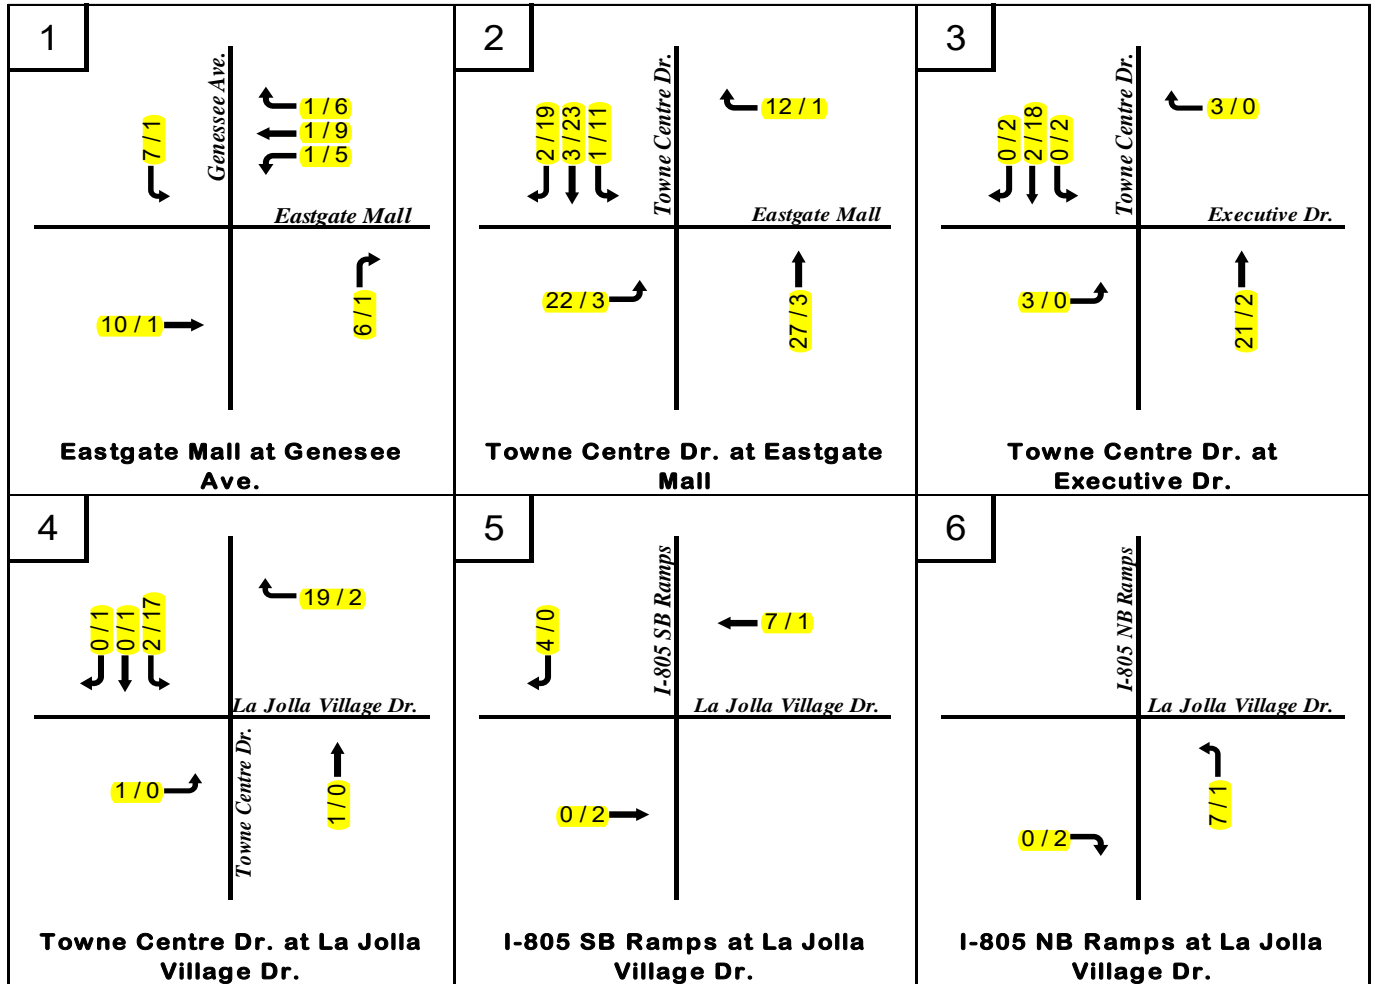 1
Genessee Ave.
7 / 1
1 / 6
1 / 9
1 / 5
Eastgate Mall
10 / 1
6 / 1
Eastgate Mall at Genesee
Ave.
2
Towne Centre Dr.
2 / 19
3 / 23
1 / 11
12 / 1
Eastgate Mall
22 / 3
27 / 3
Towne Centre Dr. at Eastgate
Mall
3
Towne Centre Dr.
0 / 2
2 / 18
0 / 2
3 / 0
Executive Dr.
3 / 0
21 / 2
Towne Centre Dr. at
Executive Dr.
4
0 / 1
0 / 1
2 / 17
19 / 2
La Jolla Village Dr.
Towne Centre Dr.
1 / 0
1 / 0
Towne Centre Dr. at La Jolla
Village Dr.
5
I-805 SB Ramps
4 / 0
7 / 1
La Jolla Village Dr.
0 / 2
I-805 SB Ramps at La Jolla
Village Dr.
6
I-805 NB Ramps
La Jolla Village Dr.
0 / 2
7 / 1
I-805 NB Ramps at La Jolla
Village Dr.